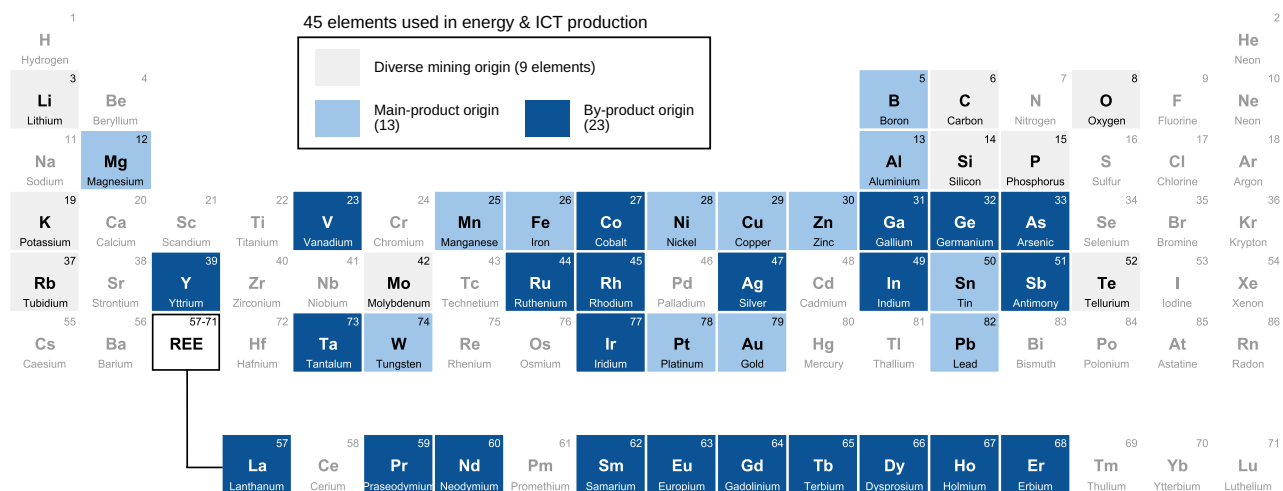 45 elements used in energy & ICT production
Diverse mining origin (9 elements)
Main-product origin
(13)
By-product origin
(23)
1
H
Hydrogen
2
He
Neon
3
Li
Lithium
4
Be
Beryllium
5
B
Boron
6
C
Carbon
7
N
Nitrogen
8
O
Oxygen
9
F
Fluorine
10
Ne
Neon
11
Na
Sodium
12
Mg
Magnesium
13
Al
Aluminium
14
Si
Silicon
15
P
Phosphorus
16
S
Sulfur
17
Cl
Chlorine
18
Ar
Argon
19
K
Potassium
20
Ca
Calcium
21
Sc
Scandium
22
Ti
Titanium
23
V
Vanadium
24
Cr
Chromium
25
Mn
Manganese
26
Fe
Iron
27
Co
Cobalt
28
Ni
Nickel
29
Cu
Copper
30
Zn
Zinc
31
Ga
Gallium
32
Ge
Germanium
33
As
Arsenic
34
Se
Selenium
35
Br
Bromine
36
Kr
Krypton
37
Rb
Tubidium
38
Sr
Strontium
39
Y
Yttrium
40
Zr
Zirconium
41
Nb
Niobium
42
Mo
Molybdenum
43
Tc
Technetium
44
Ru
Ruthenium
45
Rh
Rhodium
46
Pd
Palladium
47
Ag
Silver
48
Cd
Cadmium
49
In
Indium
50
Sn
Tin
51
Sb
Antimony
52
Te
Tellurium
53
I
Iodine
54
Xe
Xenon
55
Cs
Caesium
56
Ba
Barium
57-71
REE
72
Hf
Hafnium
73
Ta
Tantalum
74
W
Tungsten
75
Re
Rhenium
76
Os
Osmium
77
Ir
Iridium
78
Pt
Platinum
79
Au
Gold
80
Hg
Mercury
81
Tl
Thallium
82
Pb
Lead
83
Bi
Bismuth
84
Po
Polonium
85
At
Astatine
86
Rn
Radon
57
La
Lanthanum
58
Ce
Cerium
59
Pr
Praseodymium
60
Nd
Neodymium
61
Pm
Promethium
62
Sm
Samarium
63
Eu
Europium
64
Gd
Gadolinium
65
Tb
Terbium
66
Dy
Dysprosium
67
Ho
Holmium
68
Er
Erbium
69
Tm
Thulium
70
Yb
Ytterbium
71
Lu
Luthelium